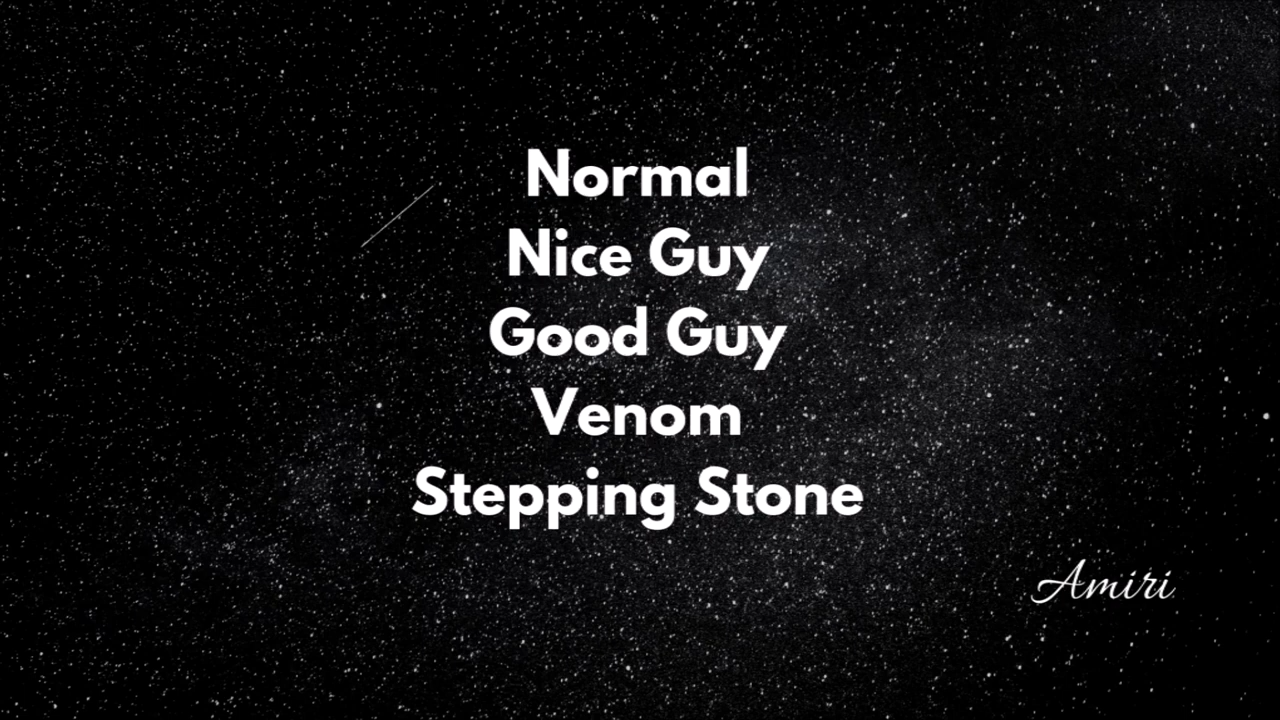 Normal
Nice Guy
Good Guy
Venom
Stepping Stone
Amiri